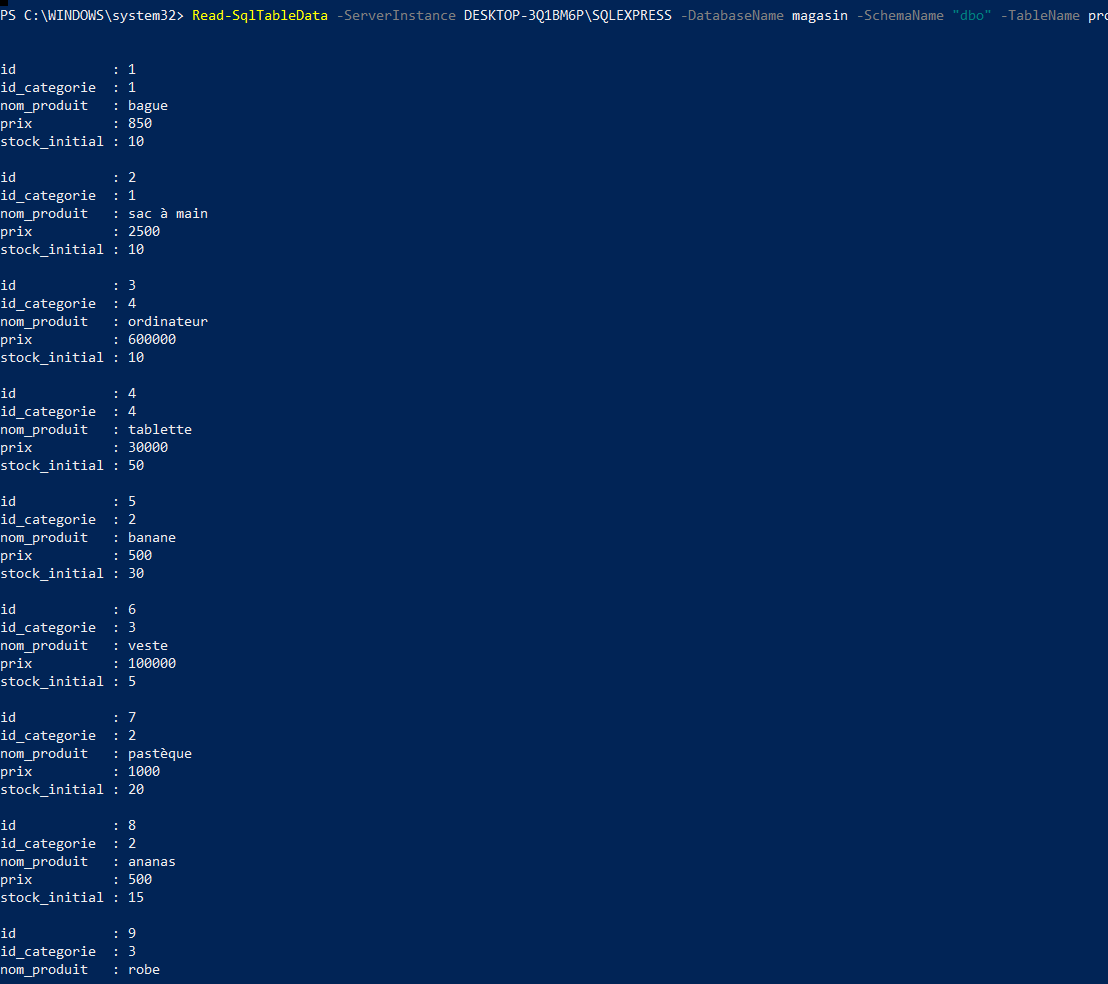 PS C:\WINDOWS\system32> Read-SqlTableData -ServerInstance DESKTOP-3Q1BM6P\SQLEXPRESS -DatabaseName magasin -SchemaName "dbo" -TableName
id            : 1
id_categorie  : 1
nom_produit   : bague
prix          : 850
stock_initial : 10
id            : 2
id_categorie  : 1
nom_produit   : sac à main
prix          : 2500
stock_initial : 10
id            : 3
id_categorie  : 4
nom_produit   : ordinateur
prix          : 600000
stock_initial : 10
id            : 4
id_categorie  : 4
nom_produit   : tablette
prix          : 30000
stock_initial : 50
id            : 5
id_categorie  : 2
nom_produit   : banane
prix          : 500
stock_initial : 30
id            : 6
id_categorie  : 3
nom_produit   : veste
prix          : 100000
stock_initial : 5
id            : 7
id_categorie  : 2
nom_produit   : pastèque
prix          : 1000
stock_initial : 20
id            : 8
id_categorie  : 2
nom_produit   : ananas
prix          : 500
stock_initial : 15
id            : 9
id_categorie  : 3
nom_produit   : robe